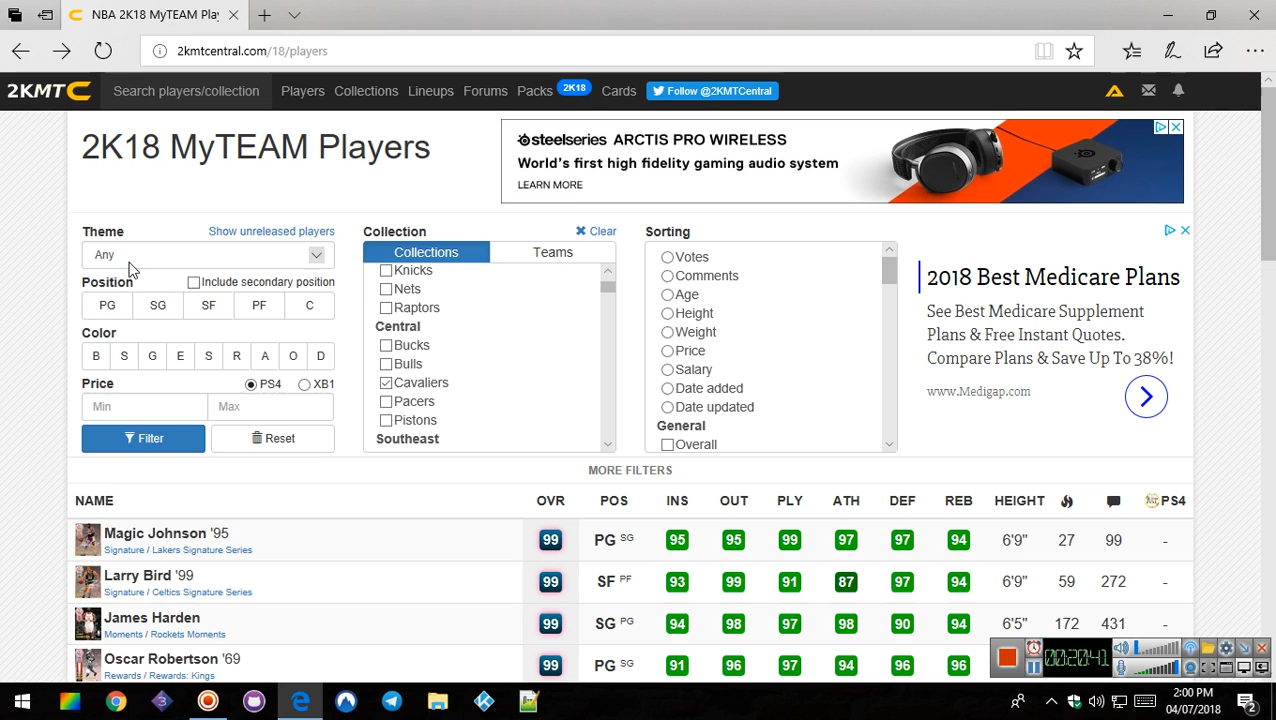 NBA 2K18 MyTEAM Play
2kmtcentral.com/18/players
2KMTC
Search players/collection
Players
Collections
Lineups
Forums
Packs
2K18
Cards
Follow @2KMTCentral
2K18 MyTEAM Players
steelseries ARCTIS PRO WIRELESS
World's first high fidelity gaming audio system
LEARN MORE
Theme
Show unreleased players
Any
Position
Include secondary position
PG SG SF PF C
Color
B S G E S R A O D
Price
PS4
XB1
Min
Max
Filter
Reset
Collection
Clear
Collections
Teams
Knicks
Nets
Raptors
Central
Bucks
Bulls
Cavaliers
Pacers
Pistons
Southeast
Sorting
Votes
Comments
Age
Height
Weight
Price
Salary
Date added
Date updated
General
Overall
2018 Best Medicare Plans
See Best Medicare Supplement
Plans & Free Instant Quotes.
Compare Plans & Save Up To 38%!
www.Medigap.com
MORE FILTERS
NAME OVR POS INS OUT PLY ATH DEF REB HEIGHT PS4
Magic Johnson '95 99 PG SG 95 95 99 97 97 94 6'9" 27 99 -
Signature / Lakers Signature Series
Larry Bird '99 99 SF PF 93 99 91 87 97 94 6'9" 59 272 -
Signature / Celtics Signature Series
James Harden 99 SG PG 94 98 97 98 90 94 6'5" 172 431 -
Moments / Rockets Moments
Oscar Robertson '69 99 PG SG 91 96 97 94 96 96
Rewards / Rewards: Kings
00:20:41
2:00 PM
04/07/2018
2